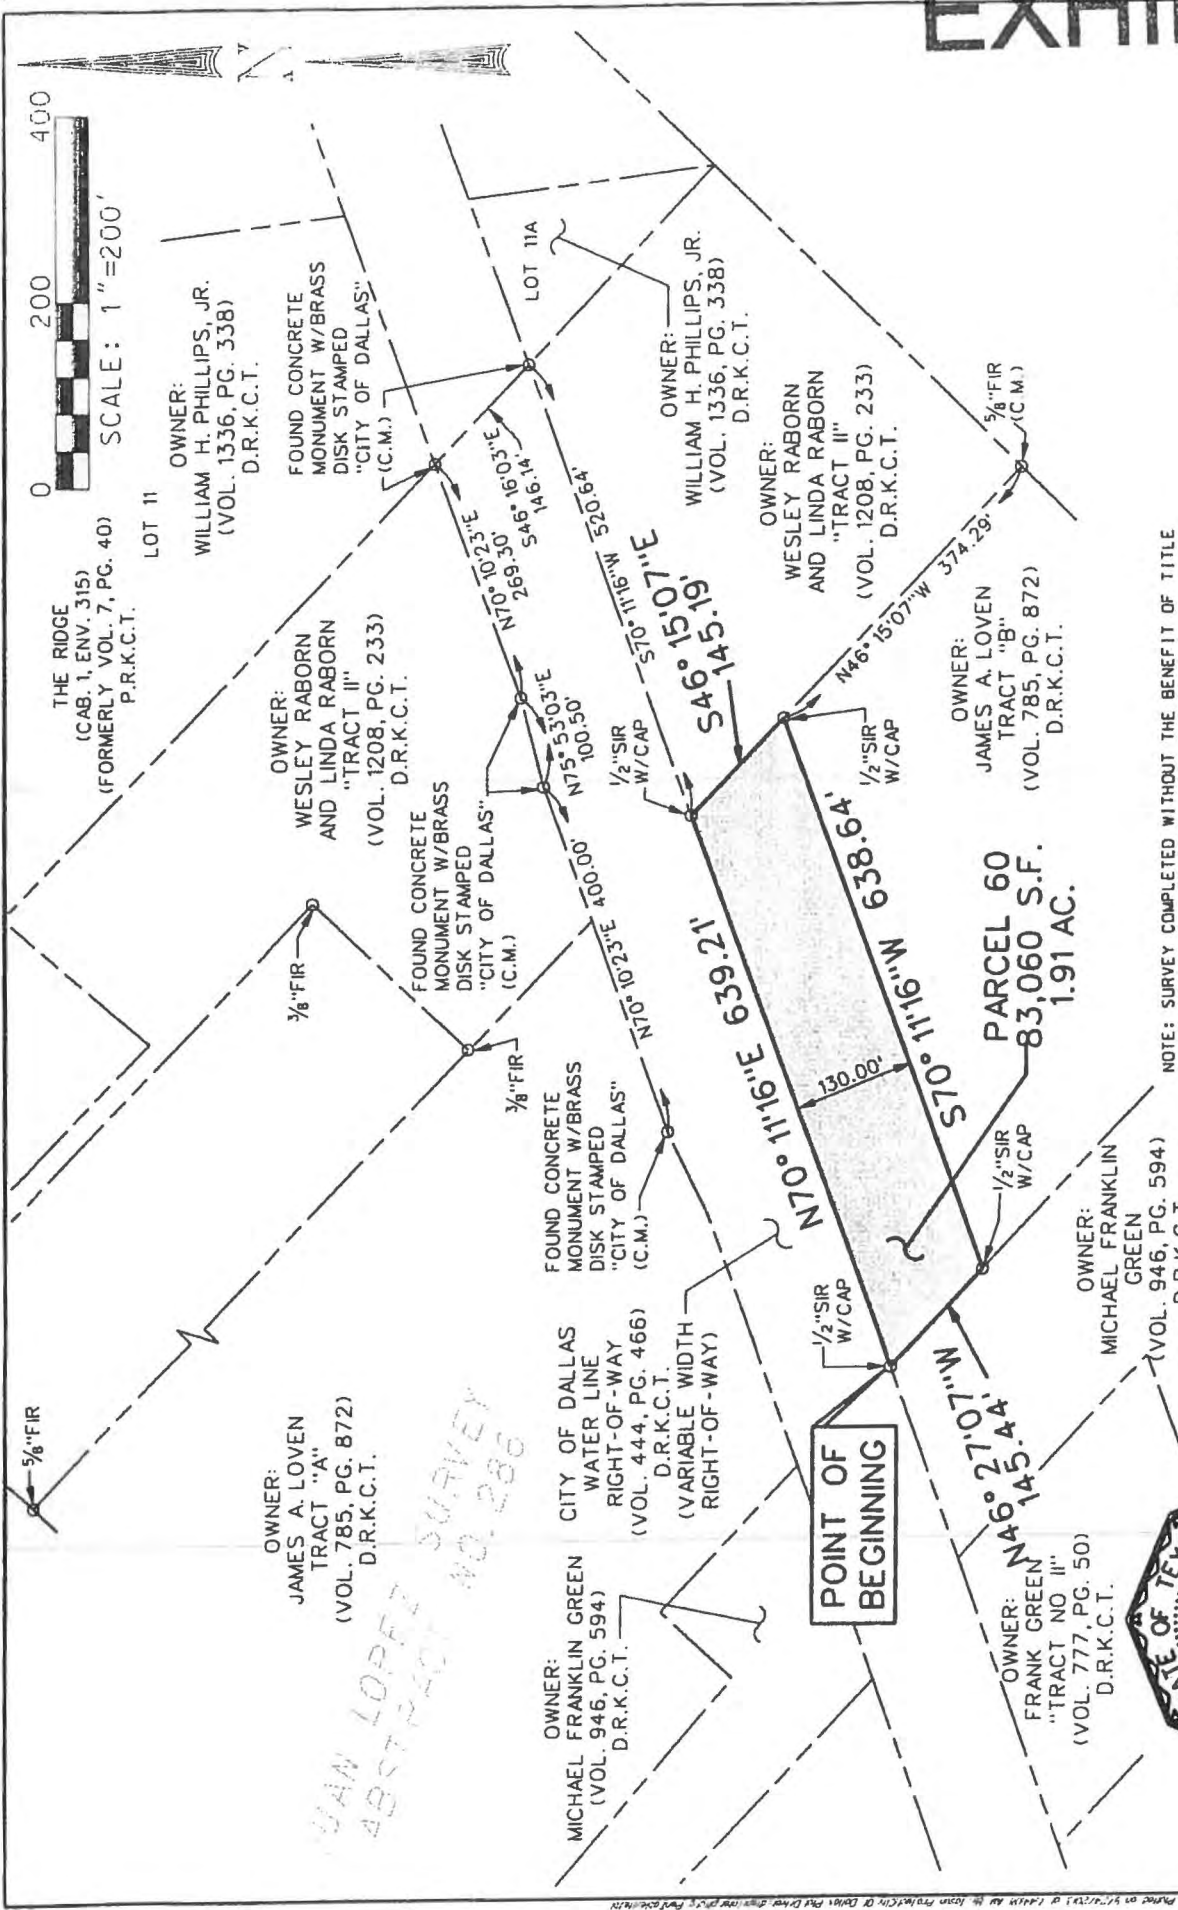 EXHI
0 200 400
SCALE: 1"=200'
THE RIDGE
(CAB. 1, ENV. 315)
(FORMERLY VOL. 7, PG. 40)
P.R.K.C.T.
LOT 11
OWNER:
WILLIAM H. PHILLIPS, JR.
(VOL. 1336, PG. 338)
D.R.K.C.T.
FOUND CONCRETE
MONUMENT W/BRASS
DISK STAMPED
"CITY OF DALLAS"
(C.M.)
LOT 11A
OWNER:
WILLIAM H. PHILLIPS, JR.
(VOL. 1336, PG. 338)
D.R.K.C.T.
OWNER:
WESLEY RABORN
AND LINDA RABORN
"TRACT II"
(VOL. 1208, PG. 233)
D.R.K.C.T.
OWNER:
WESLEY RABORN
AND LINDA RABORN
"TRACT II"
(VOL. 1208, PG. 233)
D.R.K.C.T.
5/8"FIR
(C.M.)
N70° 10'23"E
269.30'
S46° 16'03"E
146.14'
N75° 53'03"E
100.50'
S70° 11'16"W 520.64'
S46° 15'07"E
145.19'
N46° 15'07"W 374.29'
1/2"SIR
W/CAP
1/2"SIR
W/CAP
3/8"FIR
FOUND CONCRETE
MONUMENT W/BRASS
DISK STAMPED
"CITY OF DALLAS"
(C.M.)
N70° 10'23"E 400.00'
3/8"FIR
OWNER:
JAMES A. LOVEN
TRACT "B"
(VOL. 785, PG. 872)
D.R.K.C.T.
FOUND CONCRETE
MONUMENT W/BRASS
DISK STAMPED
"CITY OF DALLAS"
(C.M.)
N70° 11'16"E 639.21'
130.00'
S70° 11'16"W 638.64'
PARCEL 60
83,060 S.F.
1.91 AC.
5/8"FIR
OWNER:
JAMES A. LOVEN
TRACT "A"
(VOL. 785, PG. 872)
D.R.K.C.T.
CITY OF DALLAS
WATER LINE
RIGHT-OF-WAY
(VOL. 444, PG. 466)
D.R.K.C.T.
(VARIABLE WIDTH
RIGHT-OF-WAY)
1/2"SIR
W/CAP
1/2"SIR
W/CAP
POINT OF
BEGINNING
N46° 27'07"W
145.44'
OWNER:
MICHAEL FRANKLIN
GREEN
(VOL. 946, PG. 594)
D.R.K.C.T.
OWNER:
MICHAEL FRANKLIN GREEN
(VOL. 946, PG. 594)
D.R.K.C.T.
LOPEZ SURVEY
ABSTRACT NO. 286
OWNER:
FRANK GREEN
"TRACT NO II"
(VOL. 777, PG. 50)
D.R.K.C.T.
NOTE: SURVEY COMPLETED WITHOUT THE BENEFIT OF TITLE
OF